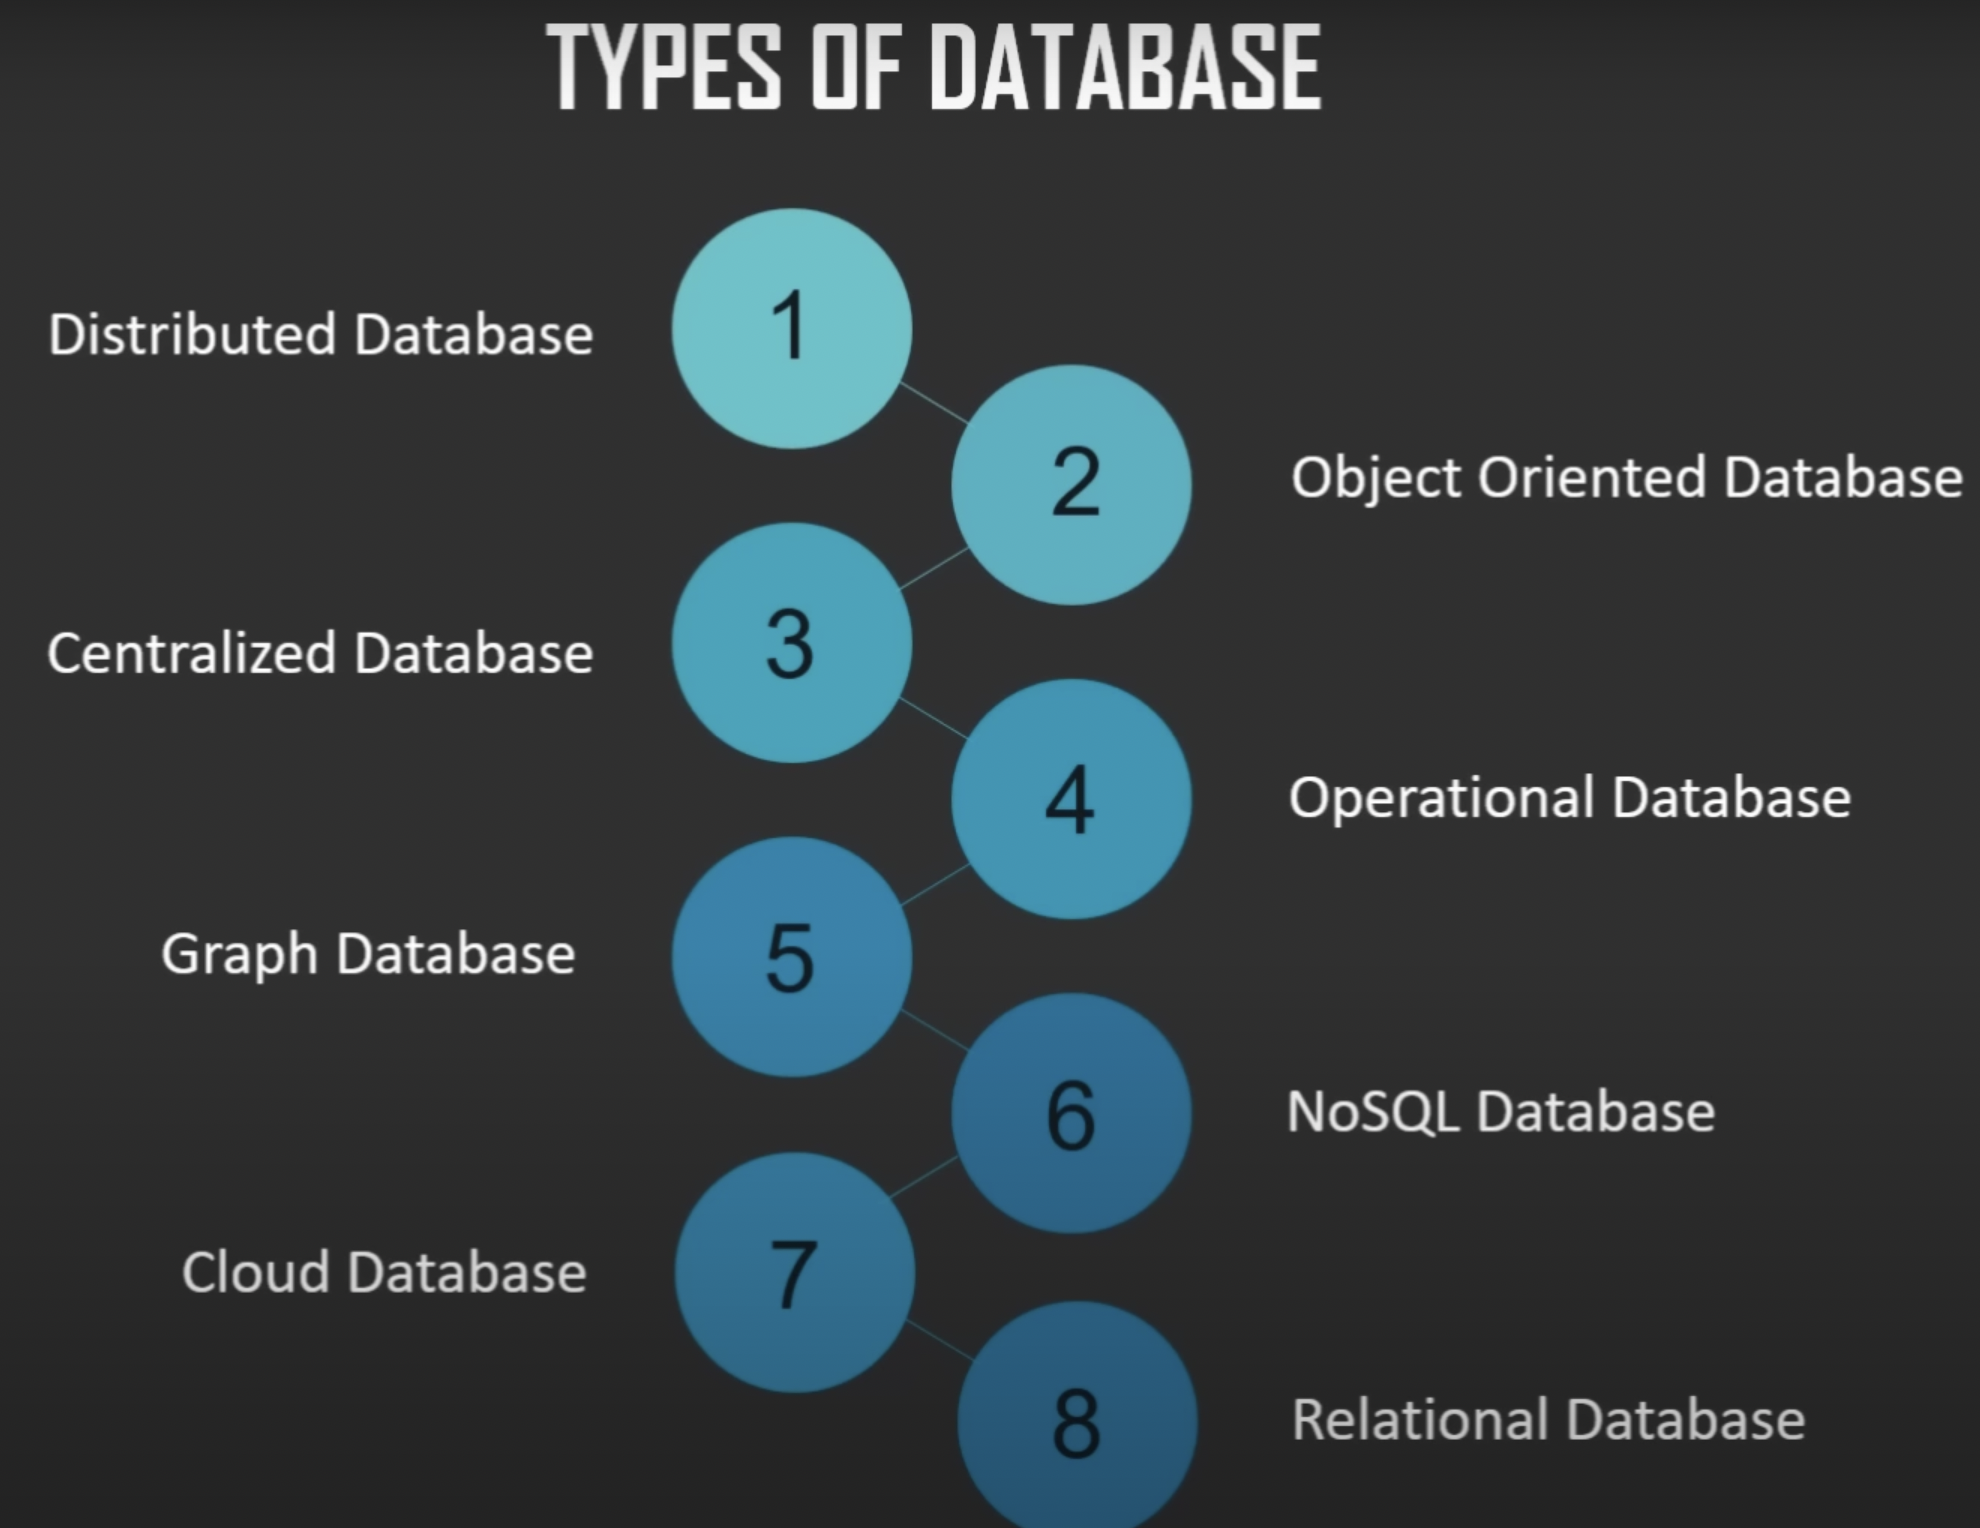 TYPES OF DATABASE
1
Distributed Database
2
Object Oriented Database
3
Centralized Database
4
Operational Database
5
Graph Database
6
NoSQL Database
7
Cloud Database
8
Relational Database